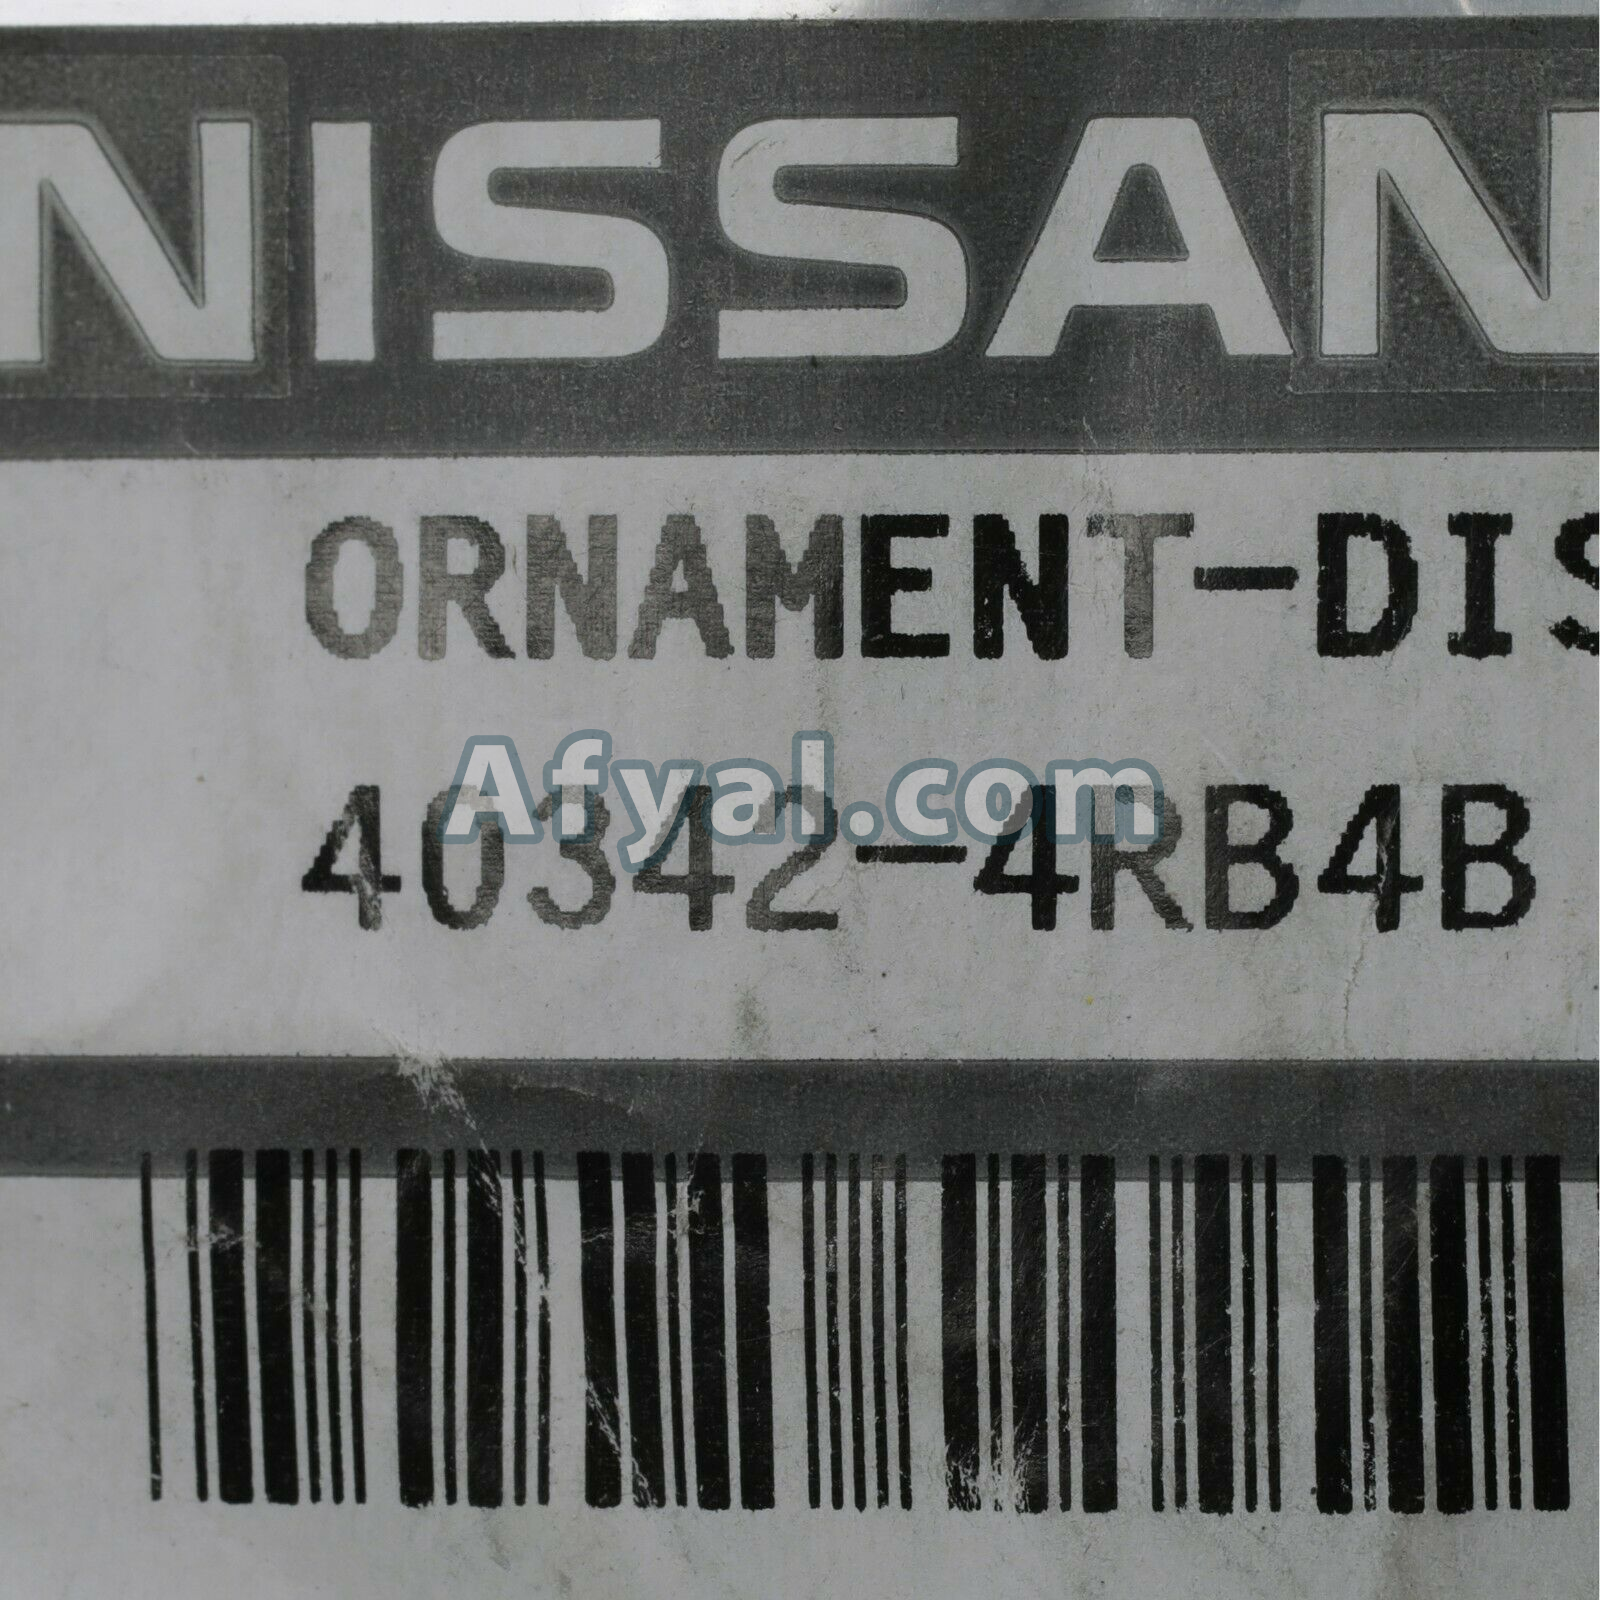 NISSAN
ORNAMENT-DIS
Afyal.com
40342-4RB4B